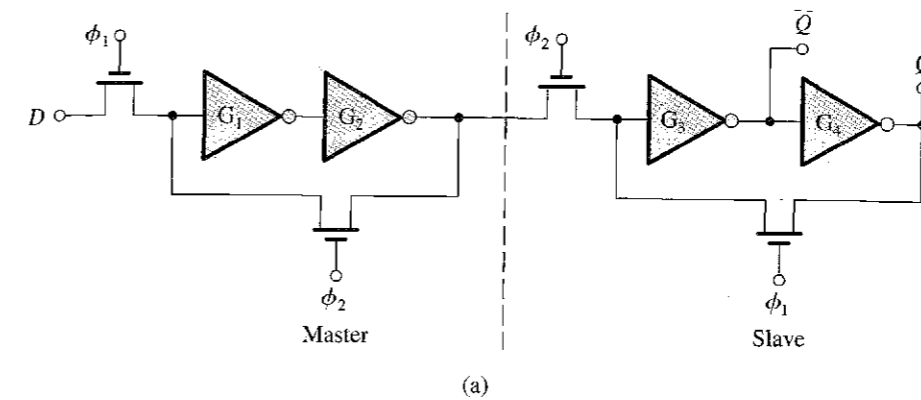 ϕ₁
ϕ₂
Q̄
Q
D
G₁
G₂
G₃
G₄
ϕ₂
ϕ₁
Master
Slave
(a)